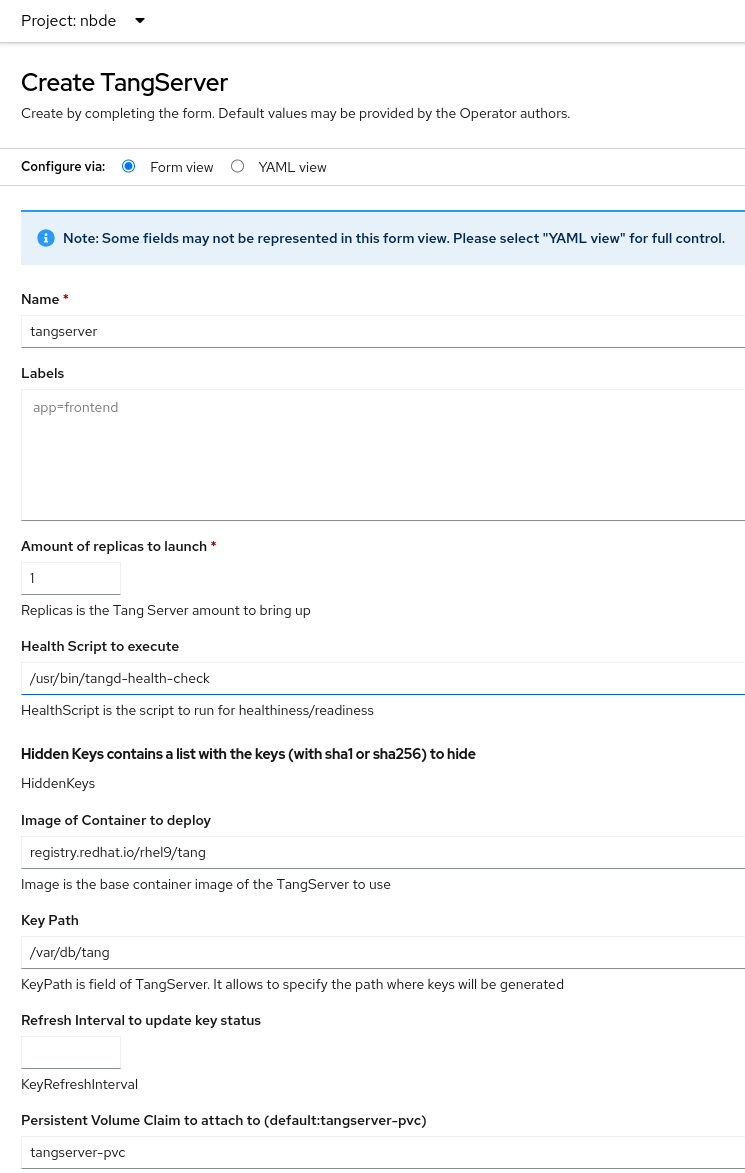 Project: nbde
Create TangServer
Create by completing the form. Default values may be provided by the Operator authors.
Configure via: Form view YAML view
Note: Some fields may not be represented in this form view. Please select "YAML view" for full control.
Name *
tangserver
Labels
app=frontend
Amount of replicas to launch *
1
Replicas is the Tang Server amount to bring up
Health Script to execute
/usr/bin/tangd-health-check
HealthScript is the script to run for healthiness/readiness
Hidden Keys contains a list with the keys (with sha1 or sha256) to hide
HiddenKeys
Image of Container to deploy
registry.redhat.io/rhel9/tang
Image is the base container image of the TangServer to use
Key Path
/var/db/tang
KeyPath is field of TangServer. It allows to specify the path where keys will be generated
Refresh Interval to update key status
KeyRefreshInterval
Persistent Volume Claim to attach to (default:tangserver-pvc)
tangserver-pvc